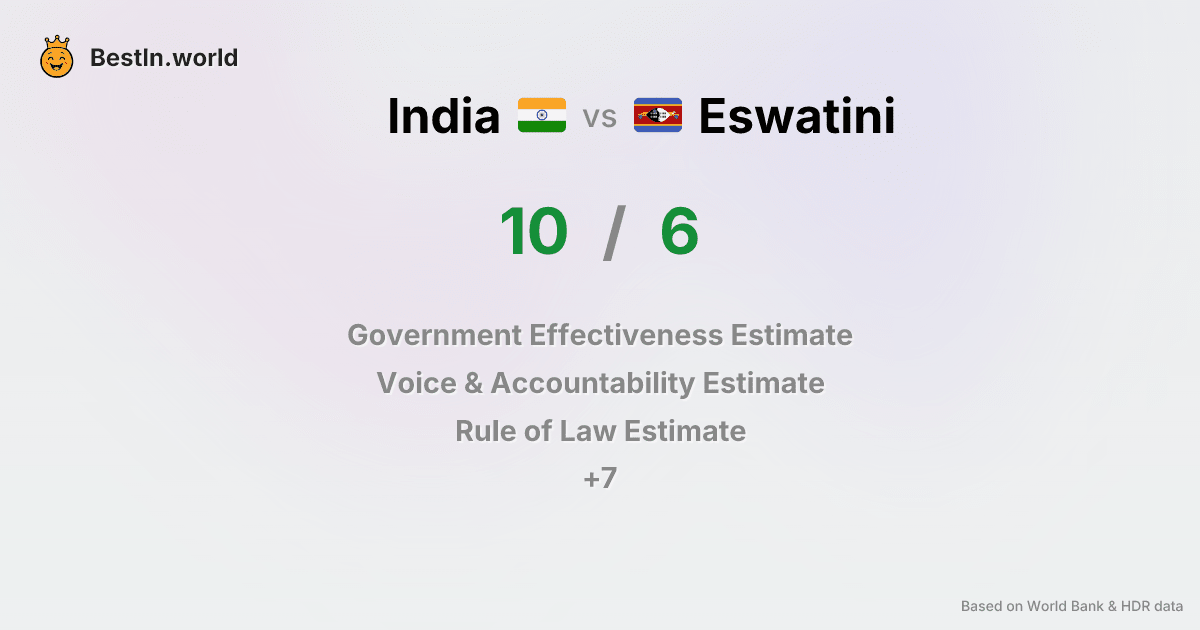 BestIn.world
India vs Eswatini
10 / 6
Government Effectiveness Estimate
Voice & Accountability Estimate
Rule of Law Estimate
+7
Based on World Bank & HDR data